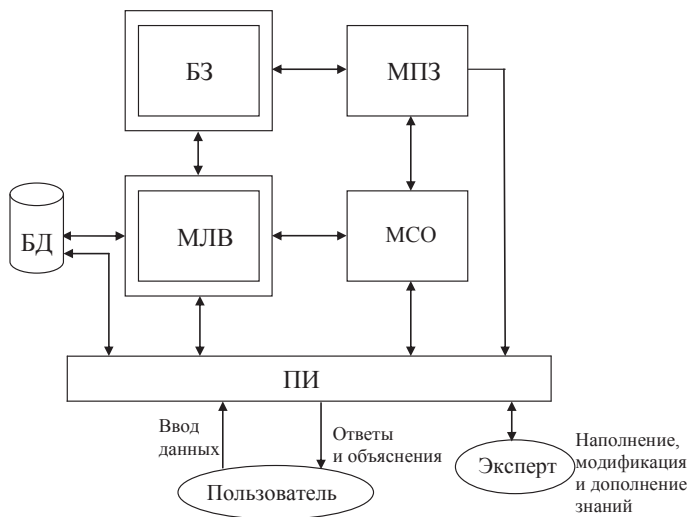 БЗ
МПЗ
БД
МЛВ
МСО
ПИ
Ввод
данных
Ответы
и объяснения
Пользователь
Эксперт
Наполнение,
модификация
и дополнение
знаний